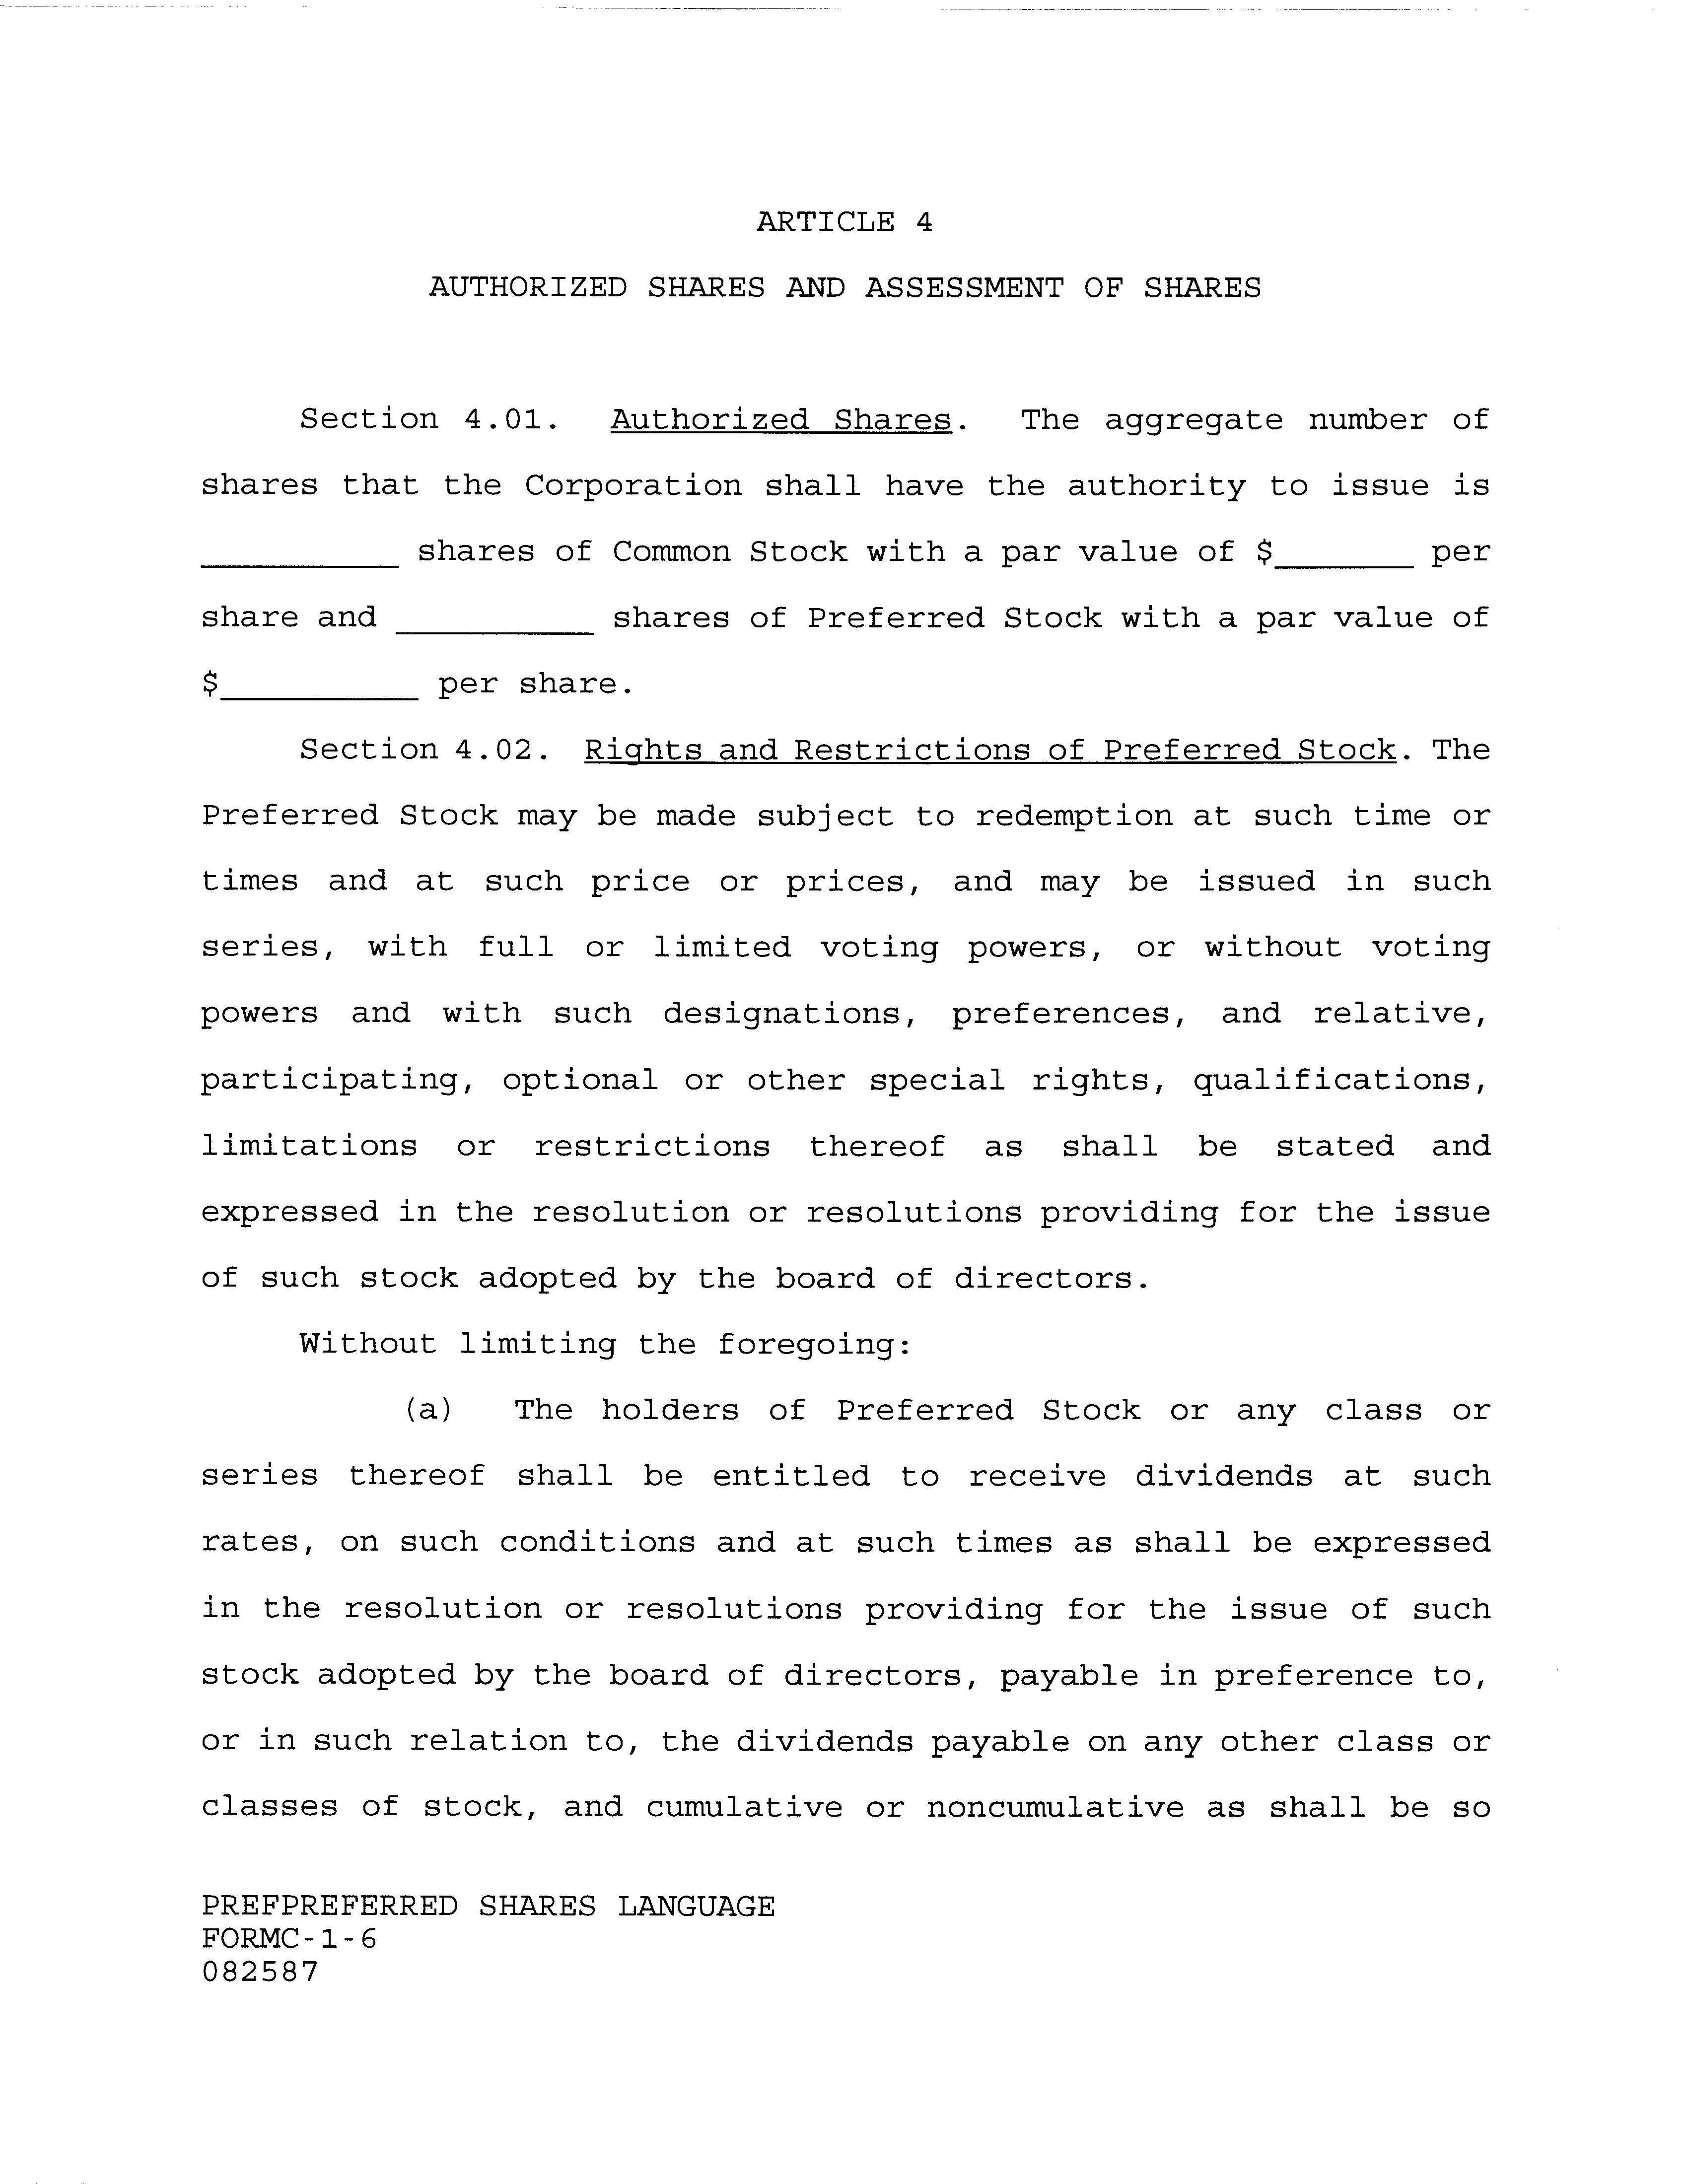 ARTICLE 4
AUTHORIZED SHARES AND ASSESSMENT OF SHARES
Section 4.01. Authorized Shares. The aggregate number of
shares that the Corporation shall have the authority to issue is
__________ shares of Common Stock with a par value of $_______ per
share and __________ shares of Preferred Stock with a par value of
$__________ per share.
Section 4.02. Rights and Restrictions of Preferred Stock. The
Preferred Stock may be made subject to redemption at such time or
times and at such price or prices, and may be issued in such
series, with full or limited voting powers, or without voting
powers and with such designations, preferences, and relative,
participating, optional or other special rights, qualifications,
limitations or restrictions thereof as shall be stated and
expressed in the resolution or resolutions providing for the issue
of such stock adopted by the board of directors.
Without limiting the foregoing:
(a) The holders of Preferred Stock or any class or
series thereof shall be entitled to receive dividends at such
rates, on such conditions and at such times as shall be expressed
in the resolution or resolutions providing for the issue of such
stock adopted by the board of directors, payable in preference to,
or in such relation to, the dividends payable on any other class or
classes of stock, and cumulative or noncumulative as shall be so
PREFPREFERRED SHARES LANGUAGE
FORMC-1-6
082587